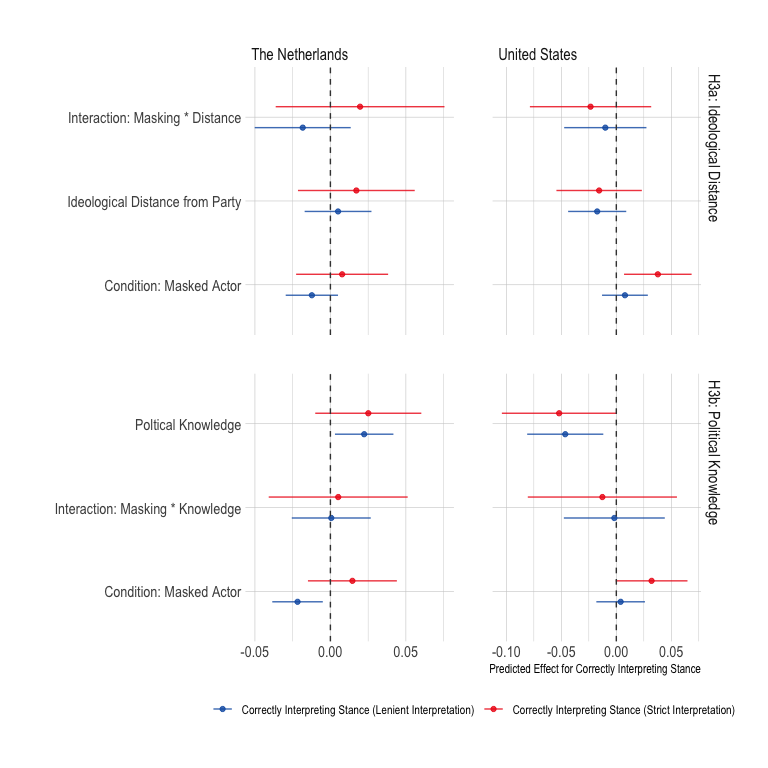 The Netherlands
United States
H3a: Ideological Distance
Interaction: Masking * Distance
Ideological Distance from Party
Condition: Masked Actor
H3b: Political Knowledge
Poltical Knowledge
Interaction: Masking * Knowledge
Condition: Masked Actor
-0.05 0.00 0.05
-0.10 -0.05 0.00 0.05
Predicted Effect for Correctly Interpreting Stance
Correctly Interpreting Stance (Lenient Interpretation)
Correctly Interpreting Stance (Strict Interpretation)